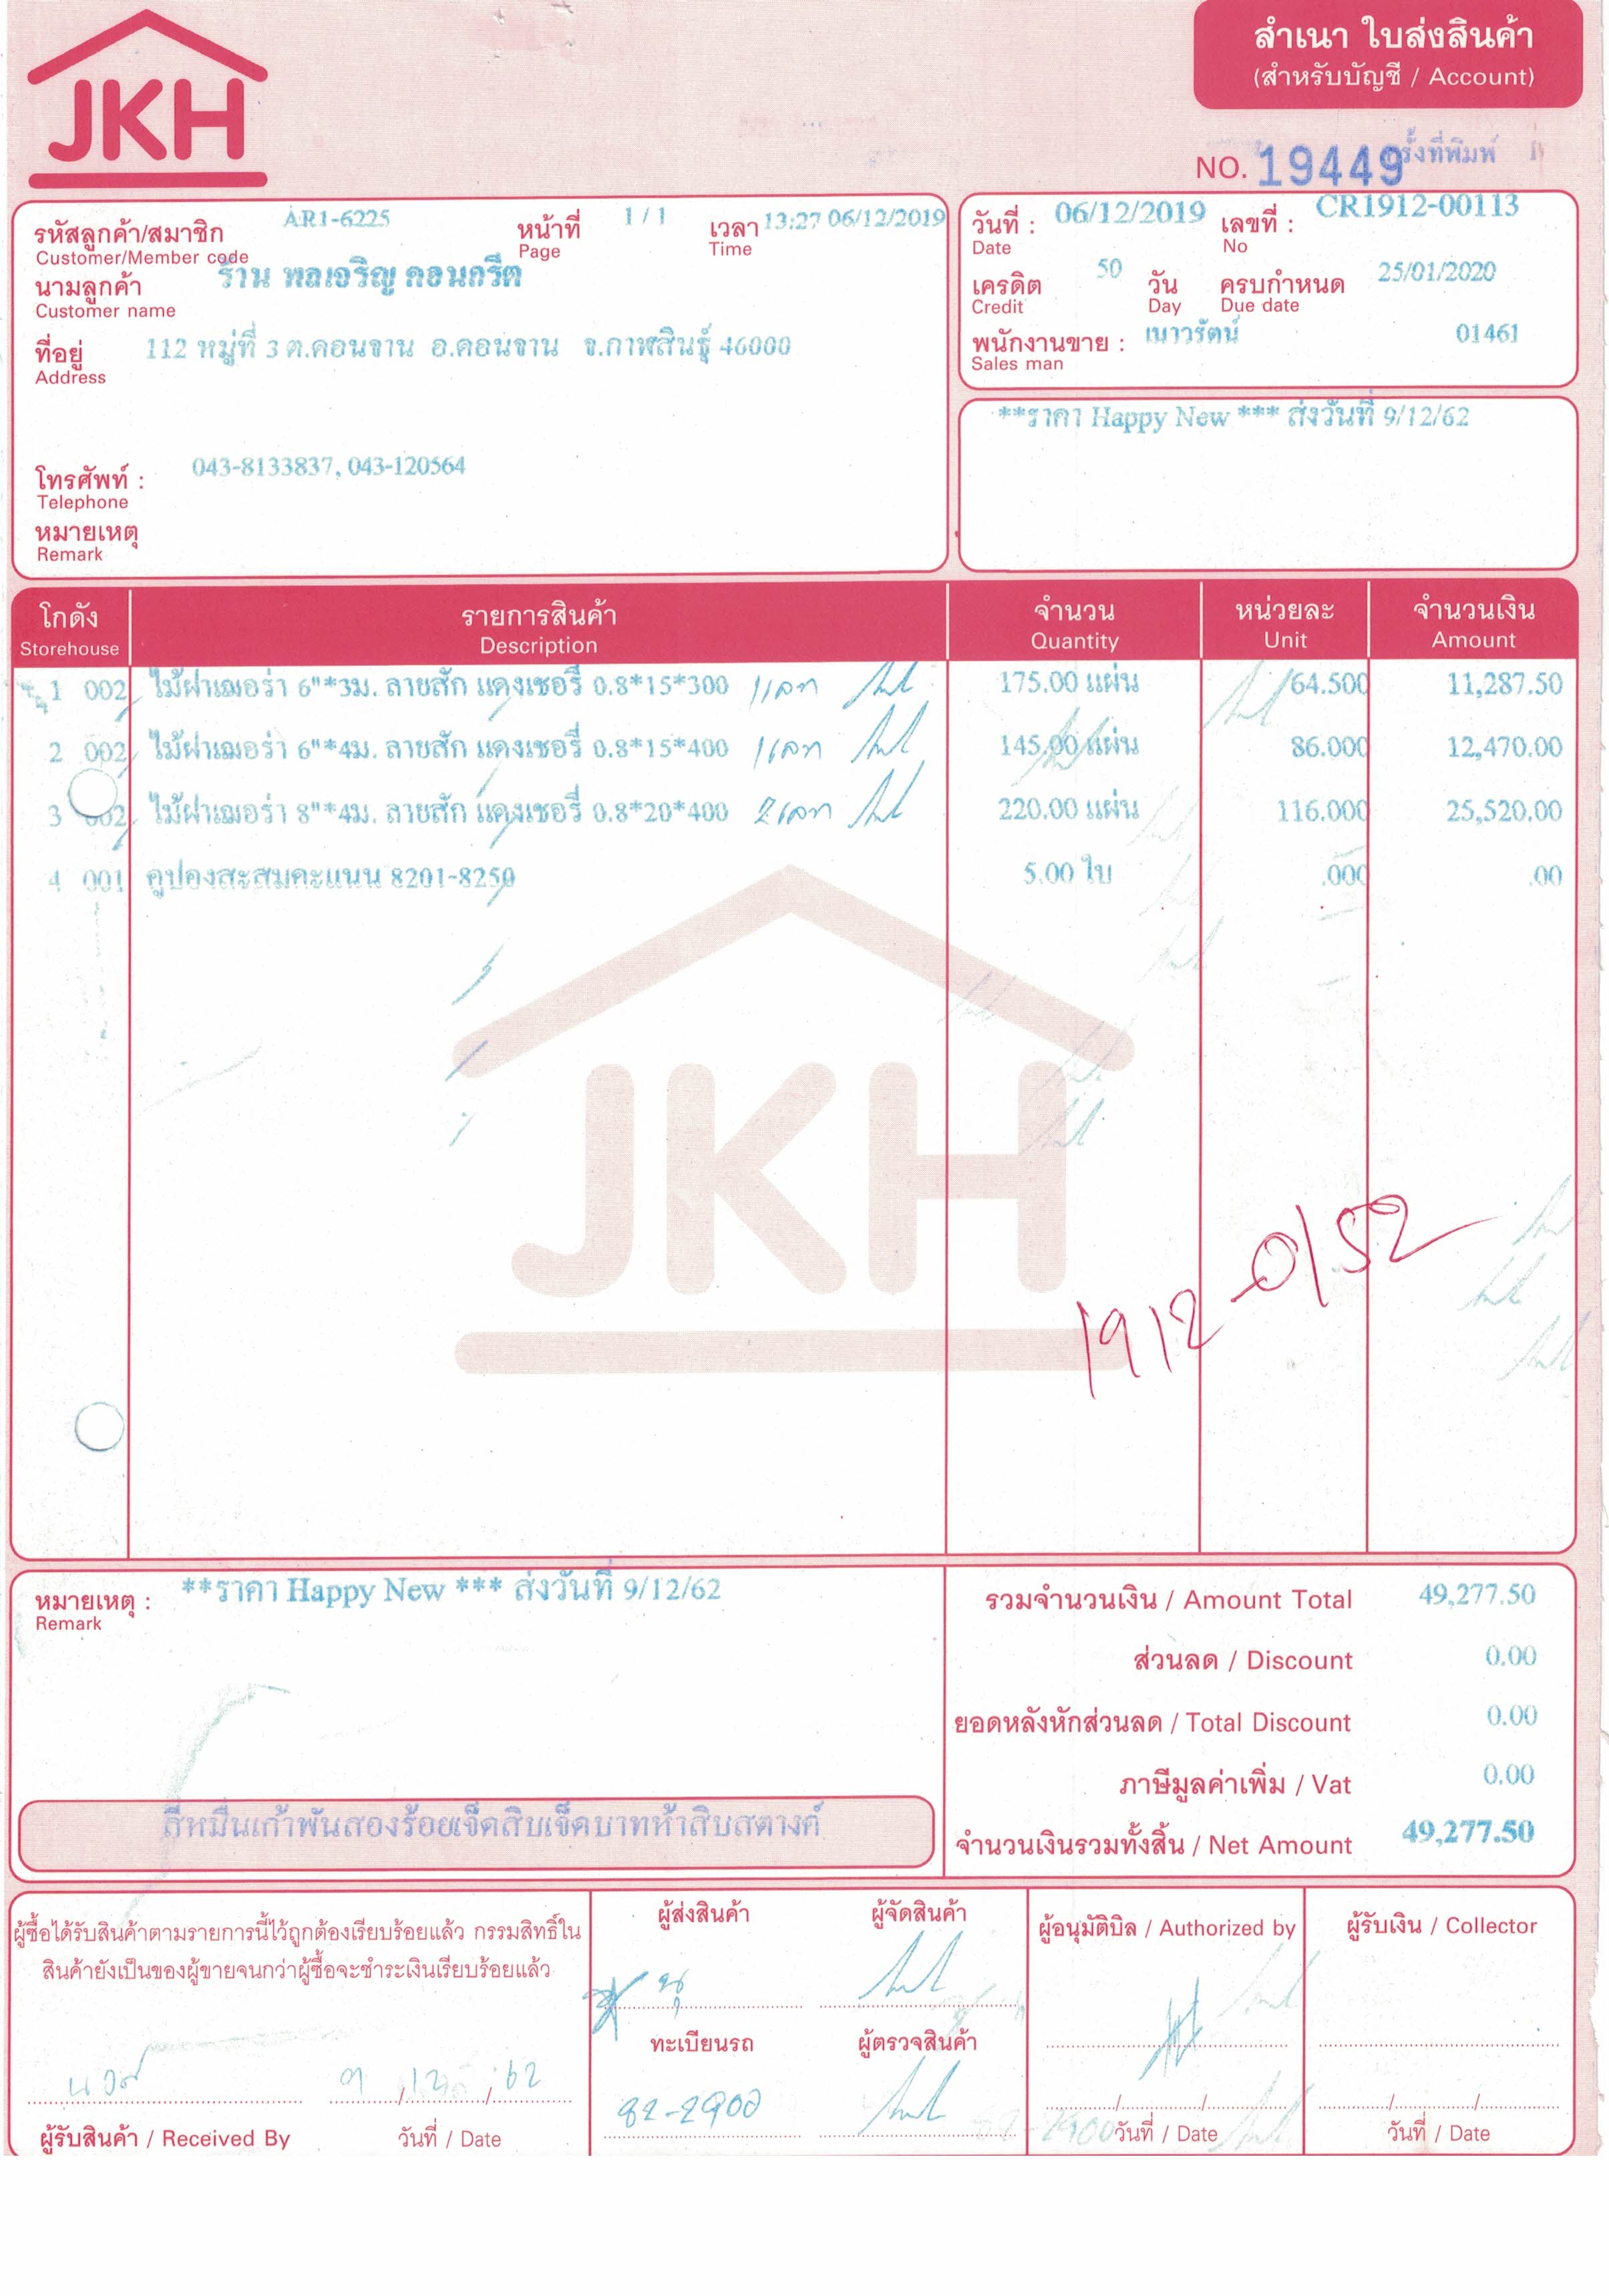 JKH
สำเนา ใบส่งสินค้า
(สำหรับบัญชี / Account)
NO. 19449
รั้งที่พิมพ์
รหัสลูกค้า/สมาชิก AR1-6225 หน้าที่ 1 / 1 เวลา 13:27 06/12/2019
Customer/Member code Page Time
นามลูกค้า ร้าน พลเจริญ คอนกรีต
Customer name
ที่อยู่ 112 หมู่ที่ 3 ต.ดอนจาน อ.ดอนจาน จ.กาฬสินธุ์ 46000
Address
โทรศัพท์ : 043-8133837, 043-120564
Telephone
หมายเหตุ
Remark
วันที่ : 06/12/2019 เลขที่ : CR1912-00113
Date No
เครดิต 50 วัน ครบกำหนด 25/01/2020
Credit Day Due date
พนักงานขาย : เนาวรัตน์ 01461
Sales man
**ราคา Happy New *** ส่งวันที่ 9/12/62
โกดัง รายการสินค้า จำนวน หน่วยละ จำนวนเงิน
Storehouse Description Quantity Unit Amount
1 002 ไม้ฝาเฌอร่า 6"*3ม. ลายสัก แดงเชอรี่ 0.8*15*300 175.00 แผ่น 64.500 11,287.50
2 002 ไม้ฝาเฌอร่า 6"*4ม. ลายสัก แดงเชอรี่ 0.8*15*400 145.00 แผ่น 86.000 12,470.00
3 002 ไม้ฝาเฌอร่า 8"*4ม. ลายสัก แดงเชอรี่ 0.8*20*400 220.00 แผ่น 116.000 25,520.00
4 001 คูปองสะสมคะแนน 8201-8250 5.00 ใบ .000 .00
JKH
1912-0152
หมายเหตุ : **ราคา Happy New *** ส่งวันที่ 9/12/62
Remark
รวมจำนวนเงิน / Amount Total 49,277.50
ส่วนลด / Discount 0.00
ยอดหลังหักส่วนลด / Total Discount 0.00
ภาษีมูลค่าเพิ่ม / Vat 0.00
สี่หมื่นเก้าพันสองร้อยเจ็ดสิบเจ็ดบาทห้าสิบสตางค์
จำนวนเงินรวมทั้งสิ้น / Net Amount 49,277.50
ผู้ซื้อได้รับสินค้าตามรายการนี้ไว้ถูกต้องเรียบร้อยแล้ว กรรมสิทธิ์ใน
สินค้ายังเป็นของผู้ขายจนกว่าผู้ซื้อจะชำระเงินเรียบร้อยแล้ว
9 / 12 / 62
ผู้รับสินค้า / Received By วันที่ / Date
ผู้ส่งสินค้า ผู้จัดสินค้า
ทะเบียนรถ ผู้ตรวจสินค้า
82-2900
ผู้อนุมัติบิล / Authorized by
วันที่ / Date
ผู้รับเงิน / Collector
วันที่ / Date